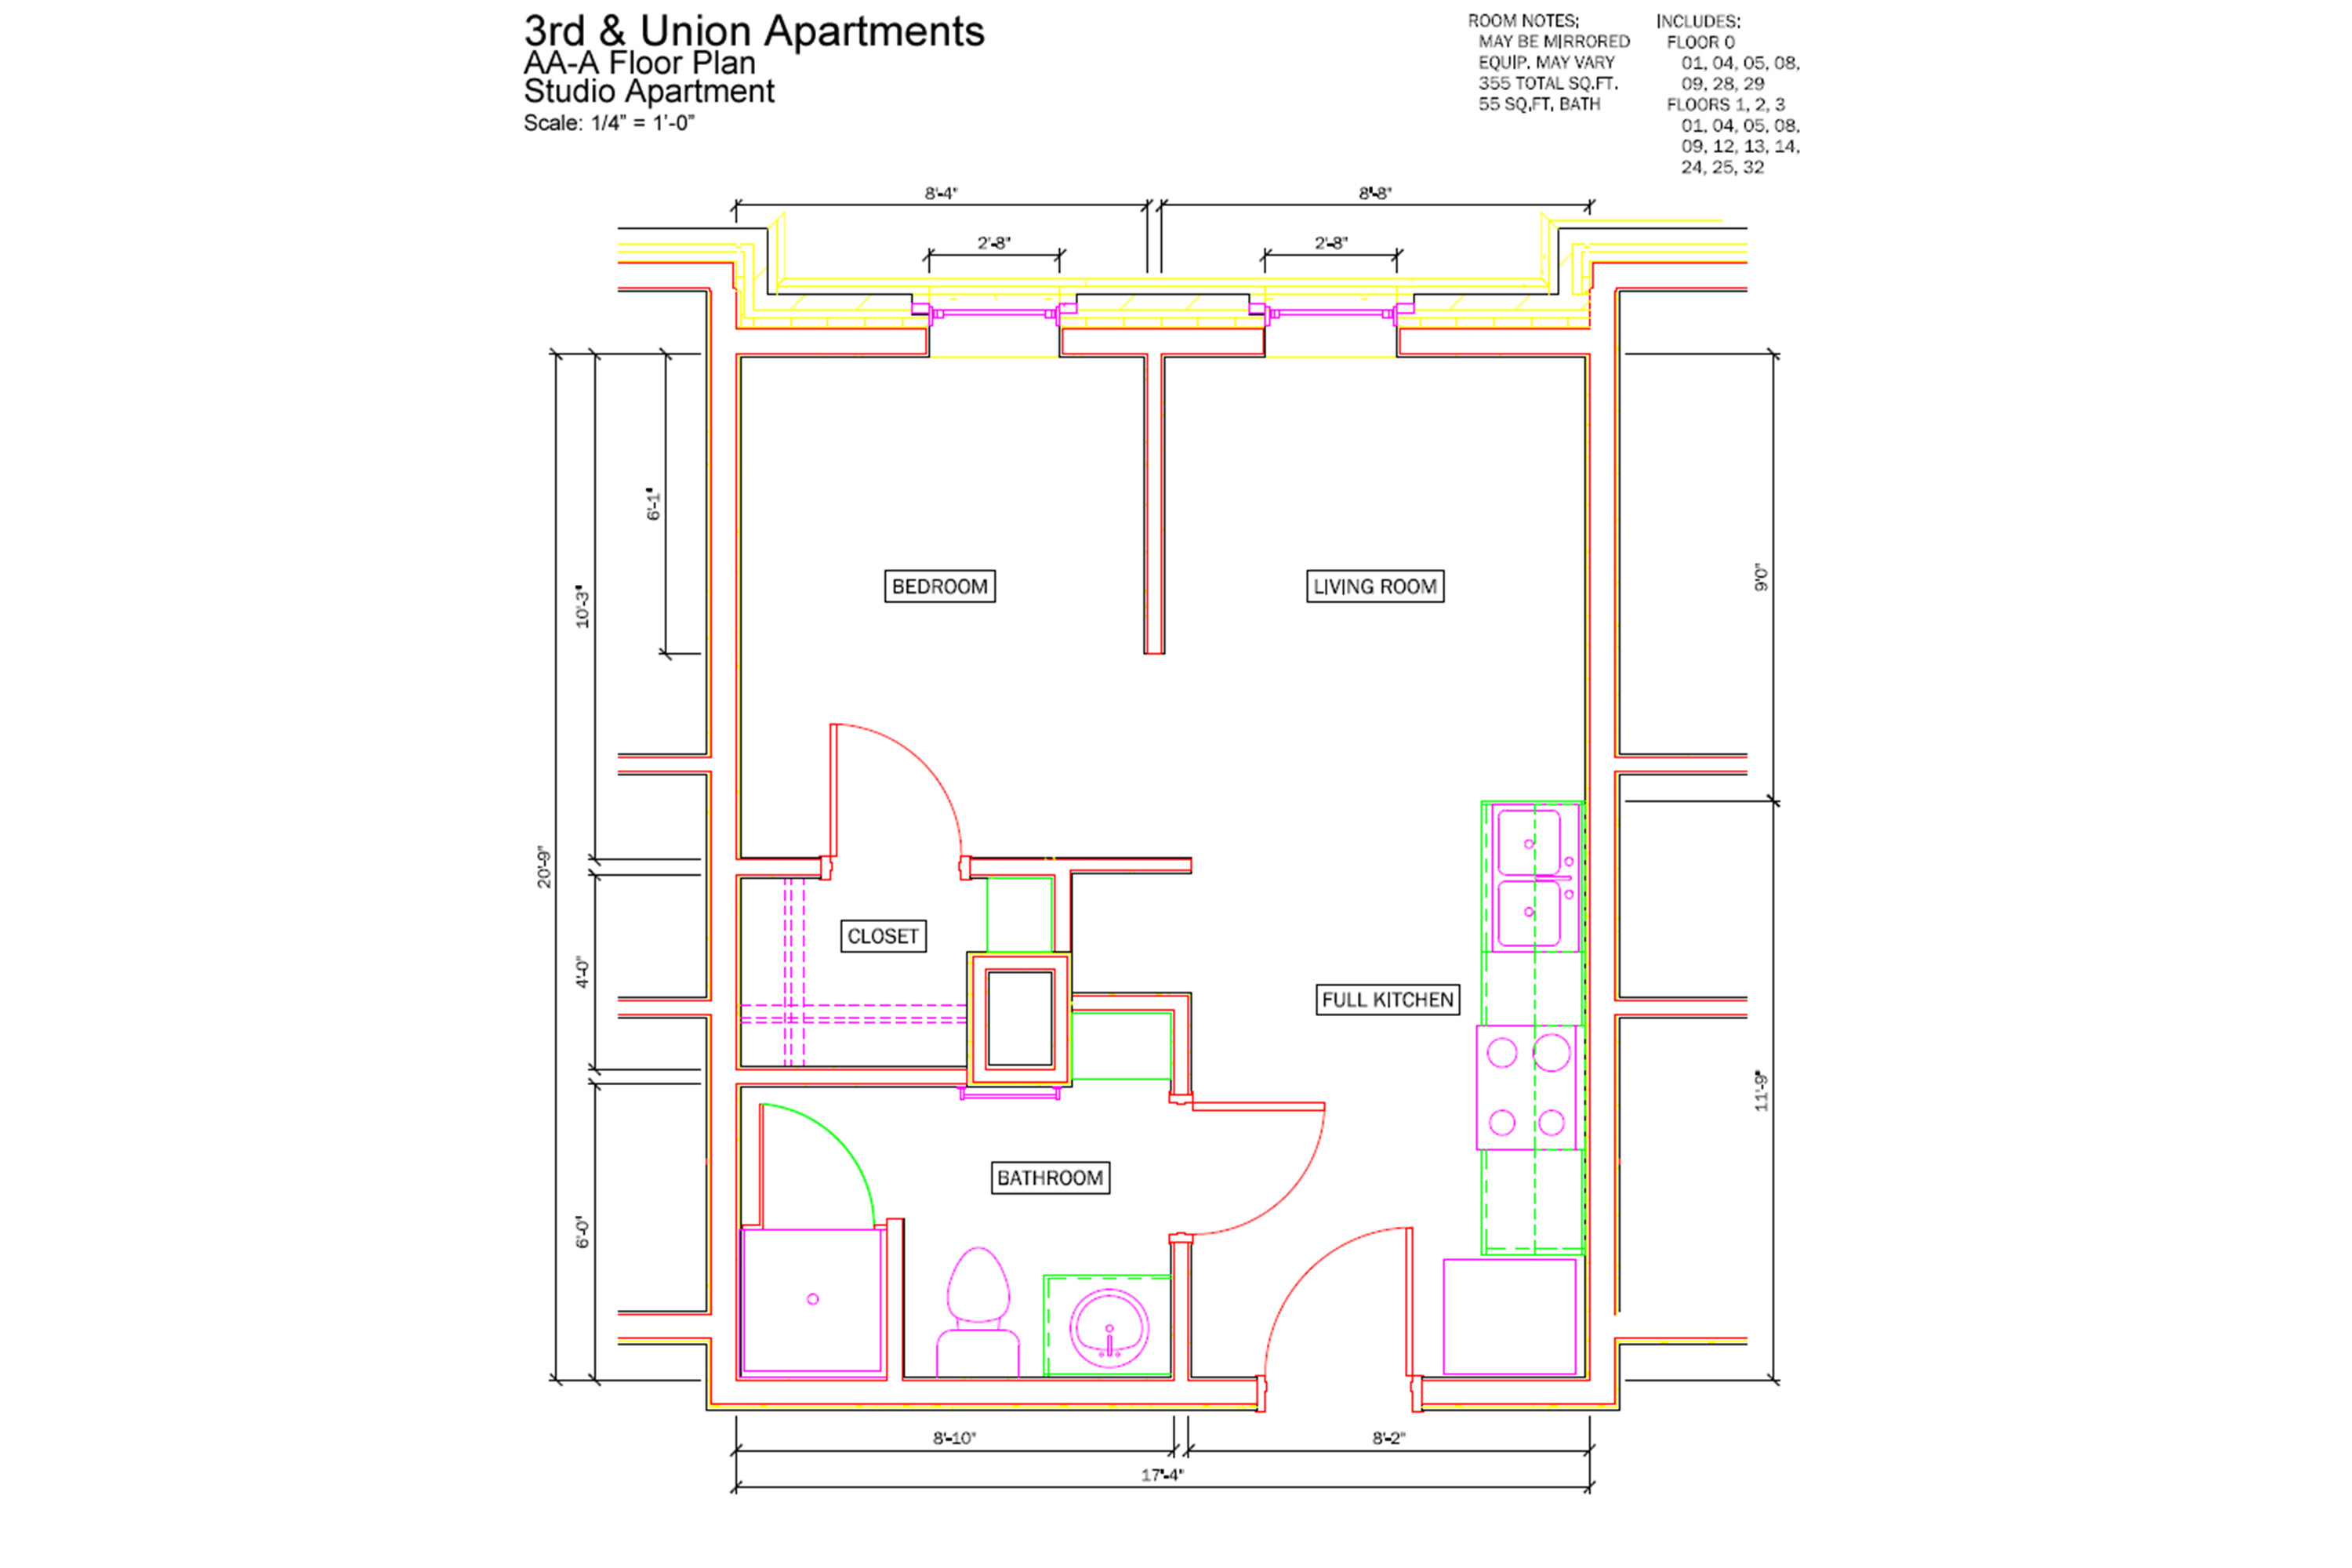 3rd & Union Apartments
AA-A Floor Plan
Studio Apartment
Scale: 1/4" = 1'-0"
ROOM NOTES:
MAY BE MIRRORED
EQUIP. MAY VARY
355 TOTAL SQ.FT.
55 SQ.FT. BATH
INCLUDES:
FLOOR 0
01, 04, 05, 08,
09, 28, 29
FLOORS 1, 2, 3
01, 04, 05, 08,
09, 12, 13, 14,
24, 25, 32
8'-4"
8'-8"
2'-8"
2'-8"
6'-1"
10'-3"
20'-9"
4'-0"
6'-0"
9'0"
11'-9"
BEDROOM
LIVING ROOM
CLOSET
FULL KITCHEN
BATHROOM
8'-10"
8'-2"
17'-4"